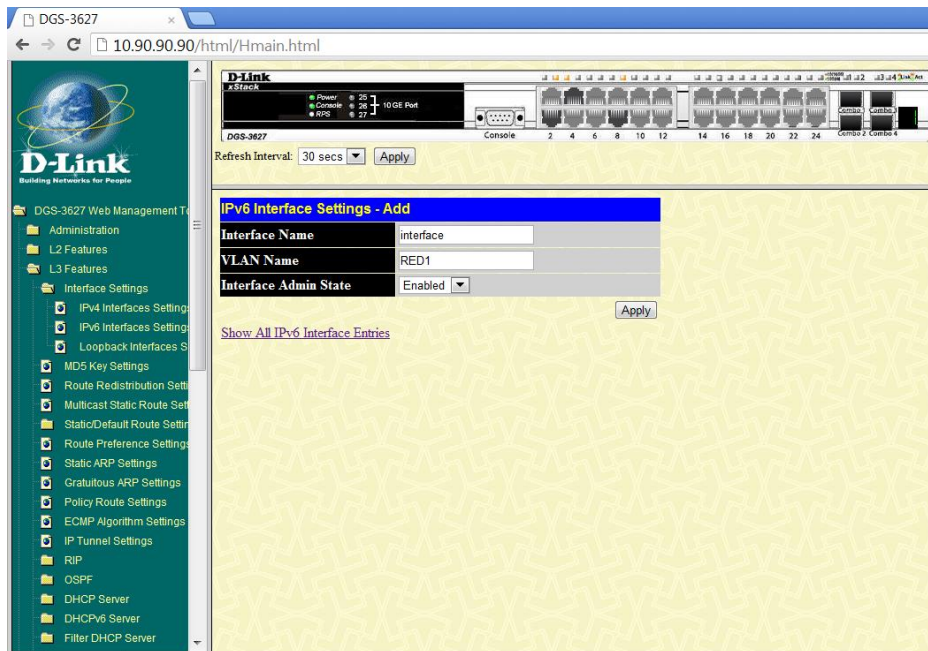 DGS-3627
10.90.90.90/html/Hmain.html
D-Link
Building Networks for People
D-Link
xStack
Power 25
Console 26 10GE Port
RPS 27
Console
DGS-3627
2 4 6 8 10 12 14 16 18 20 22 24
Combo 1 Combo 3
Combo 2 Combo 4
Refresh Interval: 30 secs Apply
DGS-3627 Web Management To
Administration
L2 Features
L3 Features
Interface Settings
IPv4 Interfaces Setting
IPv6 Interfaces Setting
Loopback Interfaces S
MD5 Key Settings
Route Redistribution Setti
Multicast Static Route Sett
Static/Default Route Settin
Route Preference Settings
Static ARP Settings
Gratuitous ARP Settings
Policy Route Settings
ECMP Algorithm Settings
IP Tunnel Settings
RIP
OSPF
DHCP Server
DHCPv6 Server
Filter DHCP Server
IPv6 Interface Settings - Add
Interface Name interface
VLAN Name RED1
Interface Admin State Enabled
Apply
Show All IPv6 Interface Entries